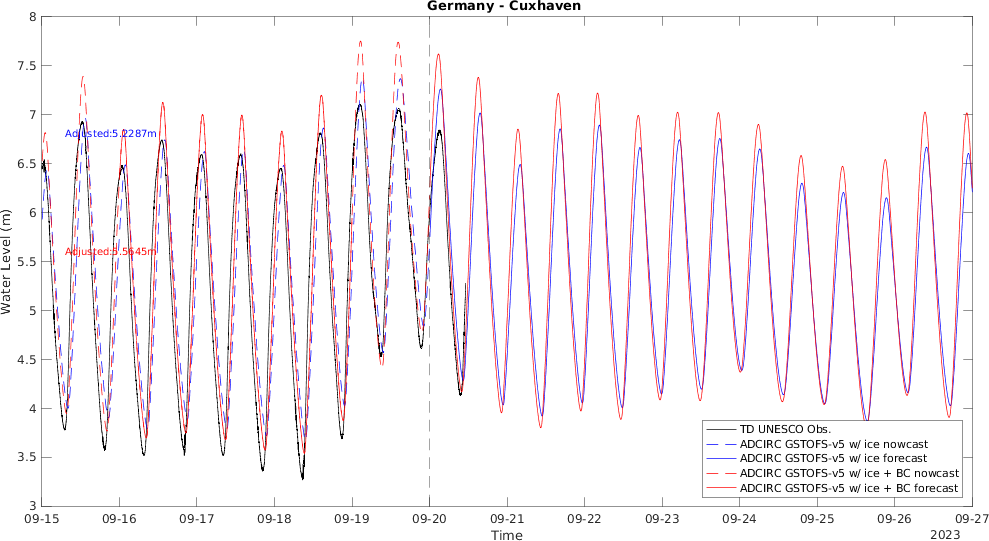 Germany - Cuxhaven
8
7.5
7
6.5
6
5.5
5
4.5
4
3.5
3
Water Level (m)
Adjusted:5.2287m
Adjusted:5.5645m
TD UNESCO Obs.
ADCIRC GSTOFS-v5 w/ ice nowcast
ADCIRC GSTOFS-v5 w/ ice forecast
ADCIRC GSTOFS-v5 w/ ice + BC nowcast
ADCIRC GSTOFS-v5 w/ ice + BC forecast
09-15 09-16 09-17 09-18 09-19 09-20 09-21 09-22 09-23 09-24 09-25 09-26 09-27
Time
2023